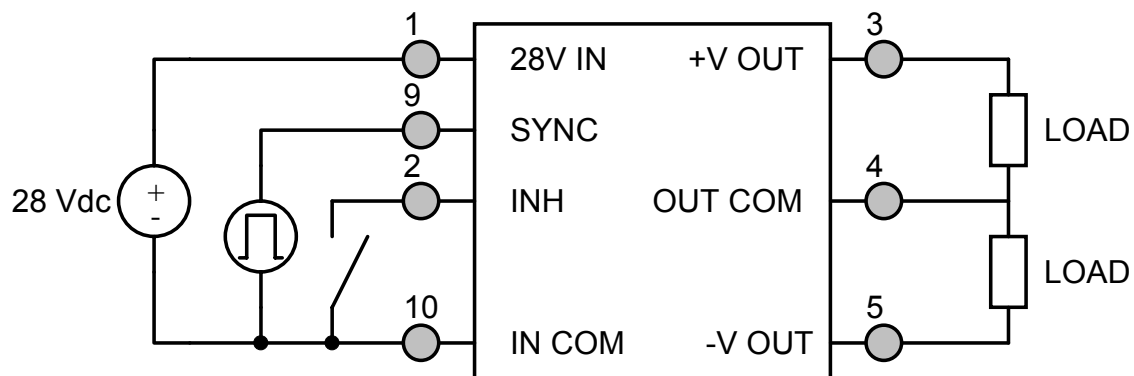 1
3
28V IN
+V OUT
9
SYNC
LOAD
2
4
28 Vdc
+
-
INH
OUT COM
LOAD
10
5
IN COM
-V OUT